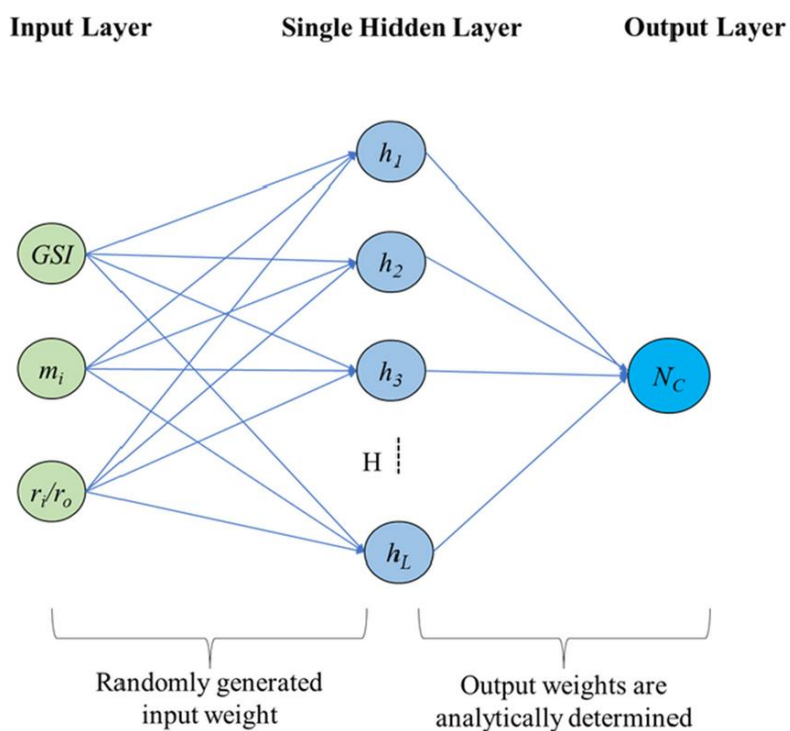 Input Layer
Single Hidden Layer
Output Layer
h1
GSI
h2
mi
h3
NC
H
ri/ro
hL
Randomly generated
input weight
Output weights are
analytically determined